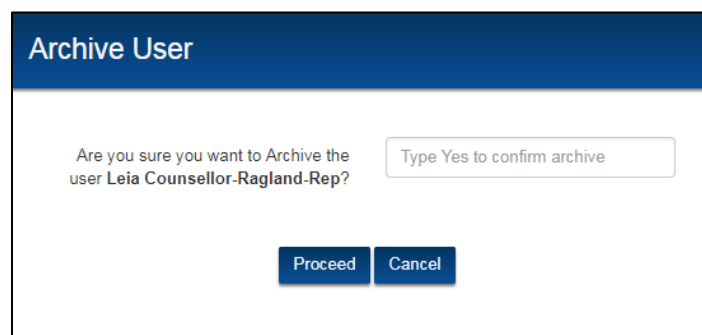 Archive User
Are you sure you want to Archive the
user Leia Counsellor-Ragland-Rep?
Type Yes to confirm archive
Proceed
Cancel